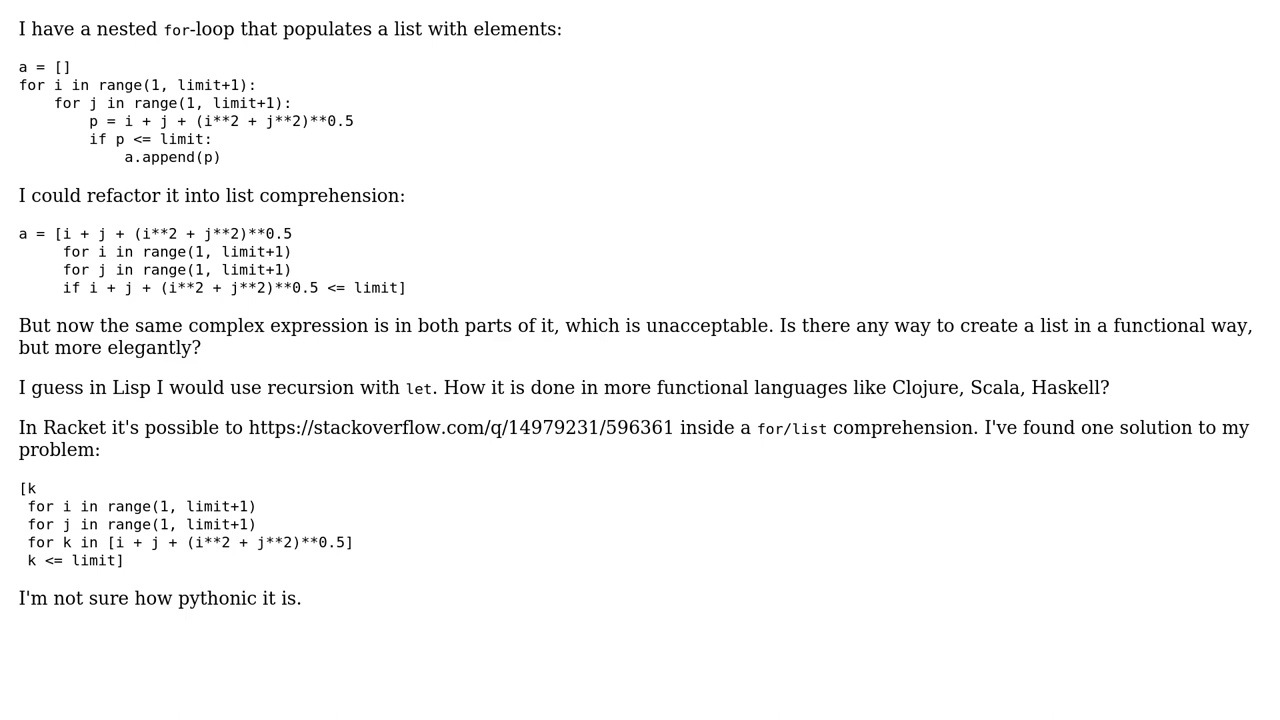 I have a nested for-loop that populates a list with elements:
a = []
for i in range(1, limit+1):
    for j in range(1, limit+1):
        p = i + j + (i**2 + j**2)**0.5
        if p <= limit:
            a.append(p)
I could refactor it into list comprehension:
a = [i + j + (i**2 + j**2)**0.5
     for i in range(1, limit+1)
     for j in range(1, limit+1)
     if i + j + (i**2 + j**2)**0.5 <= limit]
But now the same complex expression is in both parts of it, which is unacceptable. Is there any way to create a list in a functional way,
but more elegantly?
I guess in Lisp I would use recursion with let. How it is done in more functional languages like Clojure, Scala, Haskell?
In Racket it's possible to https://stackoverflow.com/q/14979231/596361 inside a for/list comprehension. I've found one solution to my
problem:
[k
 for i in range(1, limit+1)
 for j in range(1, limit+1)
 for k in [i + j + (i**2 + j**2)**0.5]
 k <= limit]
I'm not sure how pythonic it is.